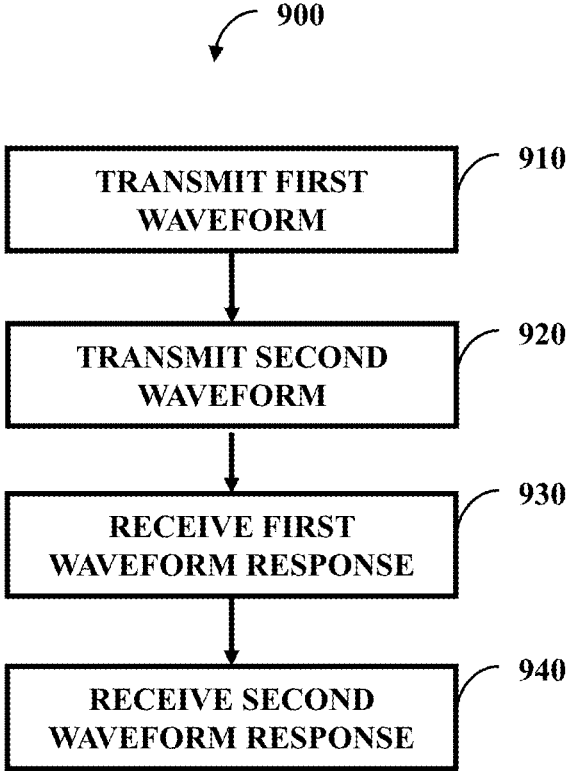 900
910
TRANSMIT FIRST
WAVEFORM
920
TRANSMIT SECOND
WAVEFORM
930
RECEIVE FIRST
WAVEFORM RESPONSE
940
RECEIVE SECOND
WAVEFORM RESPONSE